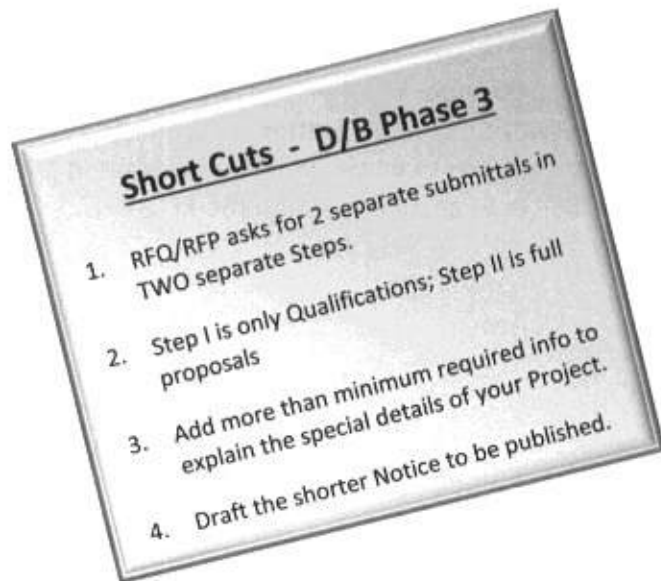 Short Cuts - D/B Phase 3
1. RFQ/RFP asks for 2 separate submittals in
TWO separate Steps.
2. Step I is only Qualifications; Step II is full
proposals
3. Add more than minimum required info to
explain the special details of your Project.
4. Draft the shorter Notice to be published.